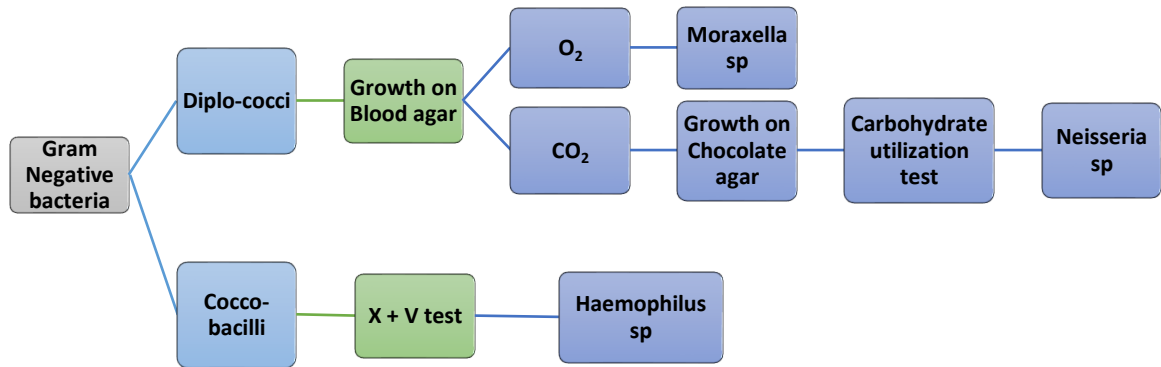 Gram
Negative
bacteria
Diplo-cocci
Growth on
Blood agar
O₂
Moraxella
sp
CO₂
Growth on
Chocolate
agar
Carbohydrate
utilization
test
Neisseria
sp
Cocco-
bacilli
X + V test
Haemophilus
sp